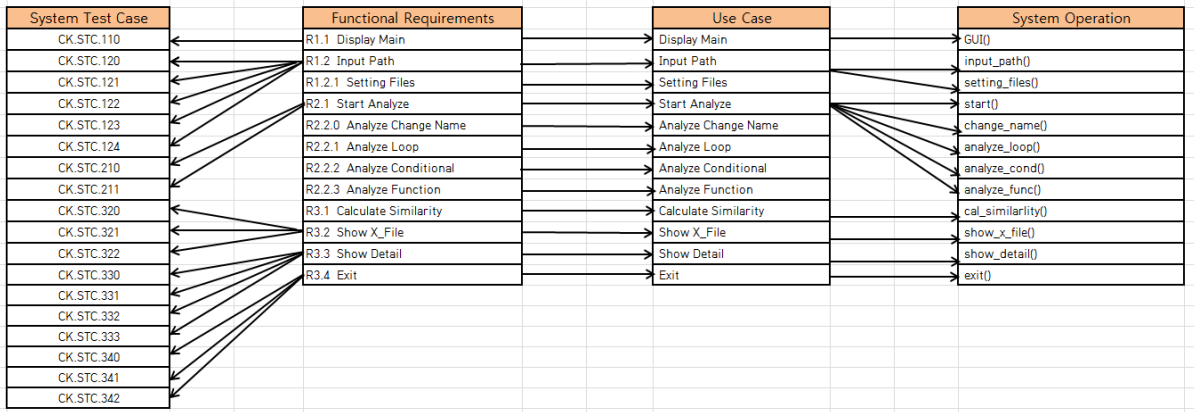 System Test Case Functional Requirements Use Case System Operation
CK.STC.110 R1.1 Display Main Display Main GUI()
CK.STC.120 R1.2 Input Path Input Path input_path()
CK.STC.121 R1.2.1 Setting Files Setting Files setting_files()
CK.STC.122 R2.1 Start Analyze Start Analyze start()
CK.STC.123 R2.2.0 Analyze Change Name Analyze Change Name change_name()
CK.STC.124 R2.2.1 Analyze Loop Analyze Loop analyze_loop()
CK.STC.210 R2.2.2 Analyze Conditional Analyze Conditional analyze_cond()
CK.STC.211 R2.2.3 Analyze Function Analyze Function analyze_func()
CK.STC.320 R3.1 Calculate Similarity Calculate Similarity cal_similarlity()
CK.STC.321 R3.2 Show X_File Show X_File show_x_file()
CK.STC.322 R3.3 Show Detail Show Detail show_detail()
CK.STC.330 R3.4 Exit Exit exit()
CK.STC.331
CK.STC.332
CK.STC.333
CK.STC.340
CK.STC.341
CK.STC.342